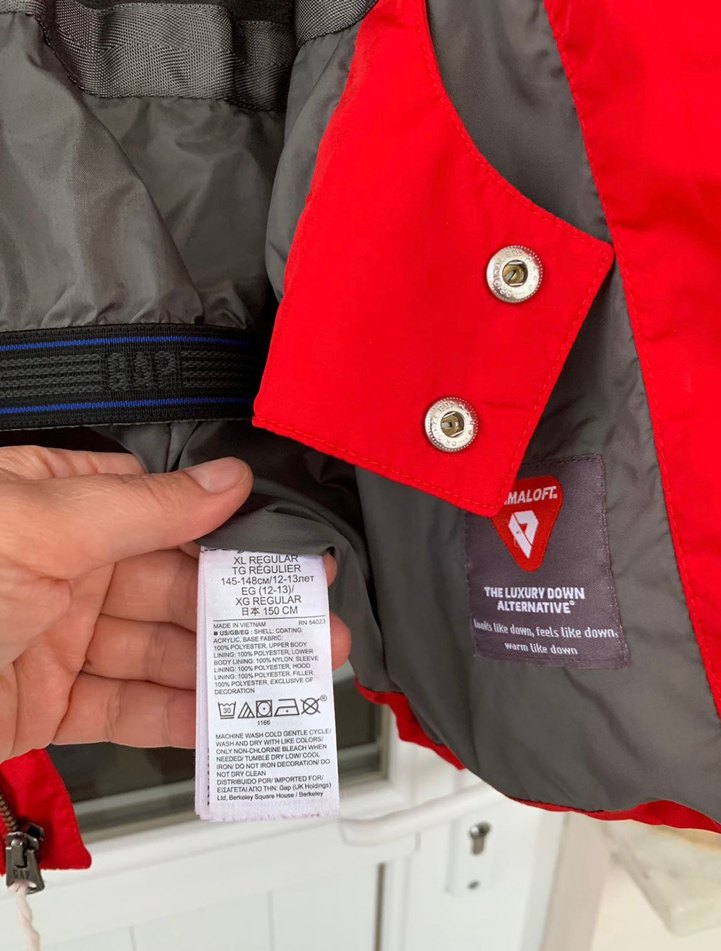 GAP
MALOFT.
THE LUXURY DOWN
ALTERNATIVE®
looks like down, feels like down,
warm like down
XL REGULAR
TG RÉGULIER
145-148см/12-13лет
EG (12-13)/
XG REGULAR
日本 150 CM
MADE IN VIETNAM RN 54023
■ US/GB/EG : SHELL: COATING:
ACRYLIC, BASE FABRIC:
100% POLYESTER, UPPER BODY
LINING: 100% POLYESTER, LOWER
BODY LINING: 100% NYLON, SLEEVE
LINING: 100% POLYESTER, HOOD
LINING: 100% POLYESTER, FILLER:
100% POLYESTER, EXCLUSIVE OF
DECORATION
30
®
1166
MACHINE WASH COLD GENTLE CYCLE/
WASH AND DRY WITH LIKE COLORS/
ONLY NON-CHLORINE BLEACH WHEN
NEEDED/ TUMBLE DRY LOW/ COOL
IRON/ DO NOT IRON DECORATION/ DO
NOT DRY CLEAN
DISTRIBUIDO POR/ IMPORTED FOR/
ΕΙΣΑΓΕΤΑΙ ΑΠΟ ΤΗΝ: Gap (UK Holdings)
Ltd, Berkeley Square House / Berkeley
GAP